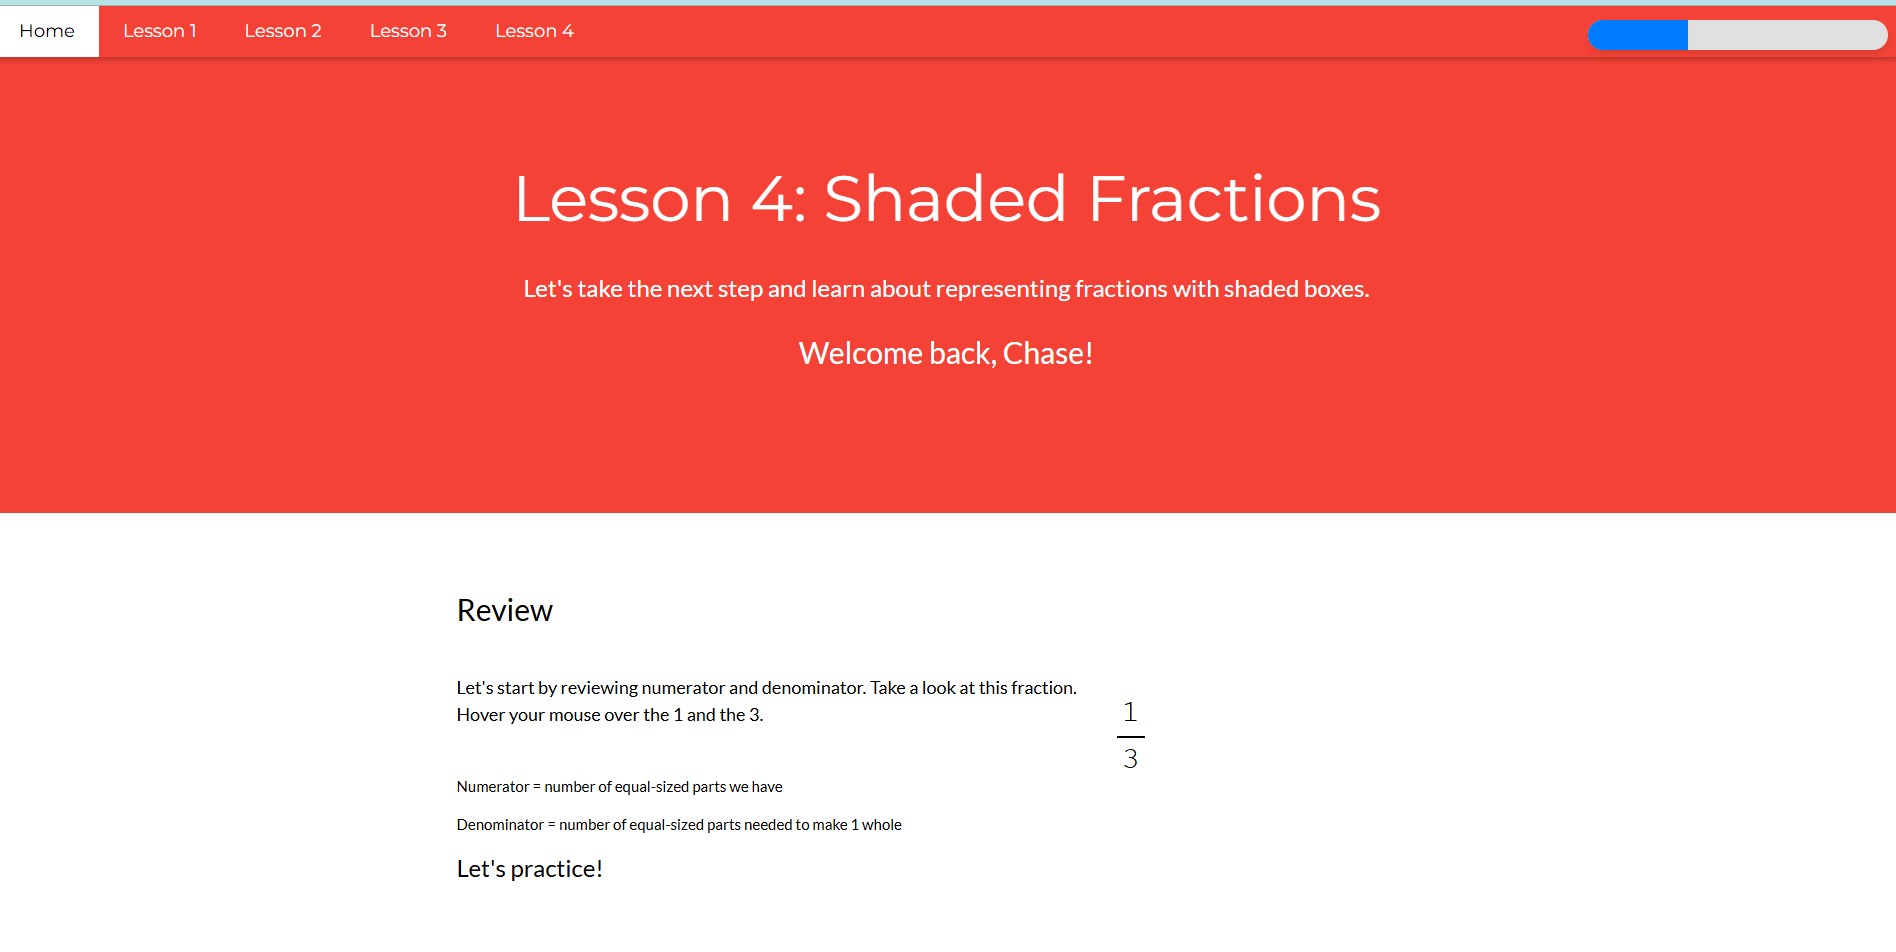 Home Lesson 1 Lesson 2 Lesson 3 Lesson 4
Lesson 4: Shaded Fractions
Let's take the next step and learn about representing fractions with shaded boxes.
Welcome back, Chase!
Review
Let's start by reviewing numerator and denominator. Take a look at this fraction.
Hover your mouse over the 1 and the 3.
1
3
Numerator = number of equal-sized parts we have
Denominator = number of equal-sized parts needed to make 1 whole
Let's practice!